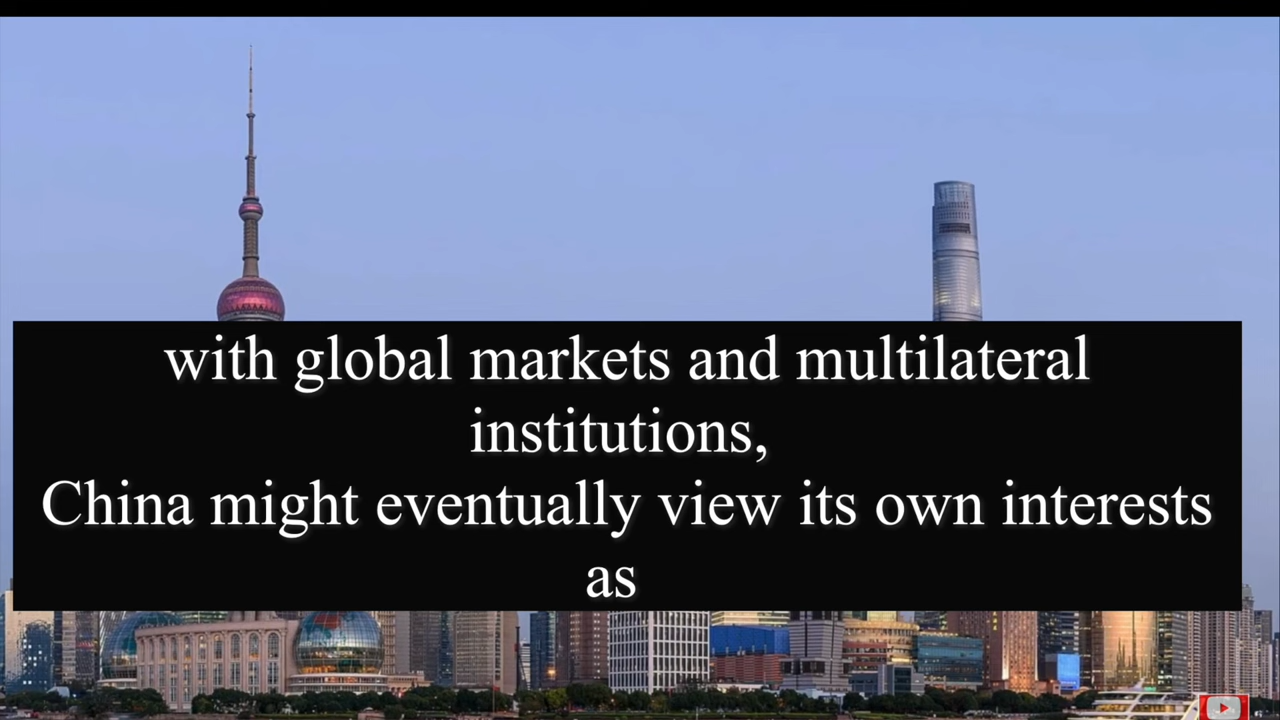 with global markets and multilateral
institutions,
China might eventually view its own interests
as